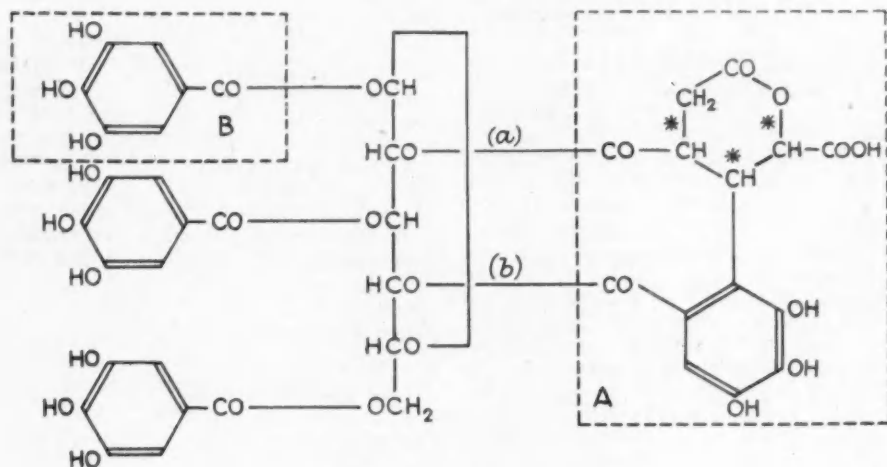 HO
HO CO OCH CO
HO B CH2 O
HCO (a) CO CH * * CH COOH
* CH
HO
HO CO OCH
HO
HCO (b) CO OH
HCO OH
HO A OH
HO CO OCH2
HO